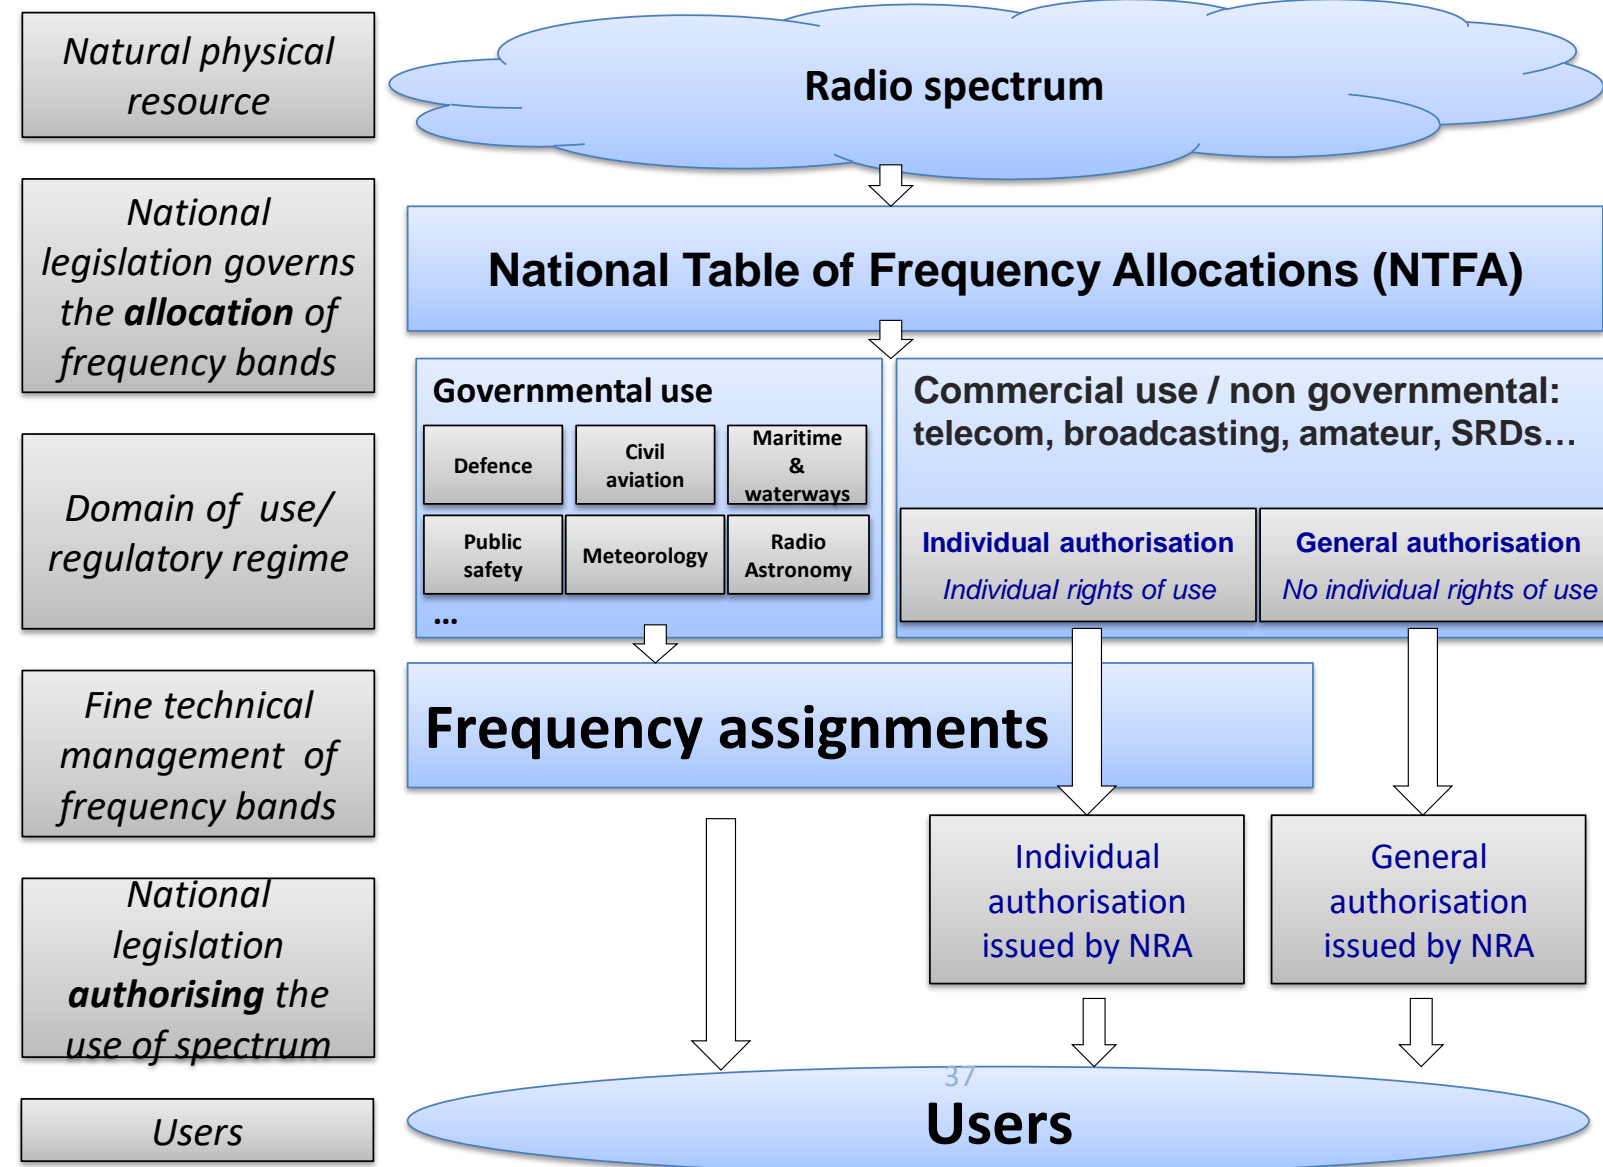 Natural physical
resource
Radio spectrum
National
legislation governs
the allocation of
frequency bands
National Table of Frequency Allocations (NTFA)
Domain of use/
regulatory regime
Governmental use
Defence
Civil
aviation
Maritime
&
waterways
Public
safety
Meteorology
Radio
Astronomy
...
Commercial use / non governmental:
telecom, broadcasting, amateur, SRDs...
Individual authorisation
Individual rights of use
General authorisation
No individual rights of use
Fine technical
management of
frequency bands
Frequency assignments
National
legislation
authorising the
use of spectrum
Individual
authorisation
issued by NRA
General
authorisation
issued by NRA
Users
37
Users